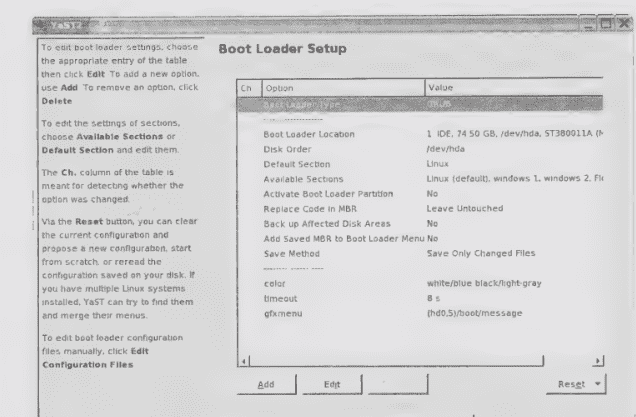 YaST2
To edit boot loader settings, choose
the appropriate entry of the table
then click Edit To add a new option,
use Add To remove an option, click
Delete
To edit the settings of sections,
choose Available Sections or
Default Section and edit them.
The Ch. column of the table is
meant for detecting whether the
option was changed.
Via the Reset button, you can clear
the current configuration and
propose a new configuration, start
from scratch, or reread the
configuration saved on your disk. If
you have multiple Linux systems
installed, YaST can try to find them
and merge their menus.
To edit boot loader configuration
files manually, click Edit
Configuration Files
Boot Loader Setup
Ch Option Value
Boot Loader Type GRUB
Boot Loader Location 1 IDE, 74 50 GB, /dev/hda, ST380011A (M
Disk Order /dev/hda
Default Section Linux
Available Sections Linux (default), windows 1, windows 2, Flo
Activate Boot Loader Partition No
Replace Code in MBR Leave Untouched
Back up Affected Disk Areas No
Add Saved MBR to Boot Loader Menu No
Save Method Save Only Changed Files
color white/blue black/light-gray
timeout 8 s
gfxmenu (hd0,5)/boot/message
Add Edit Reset